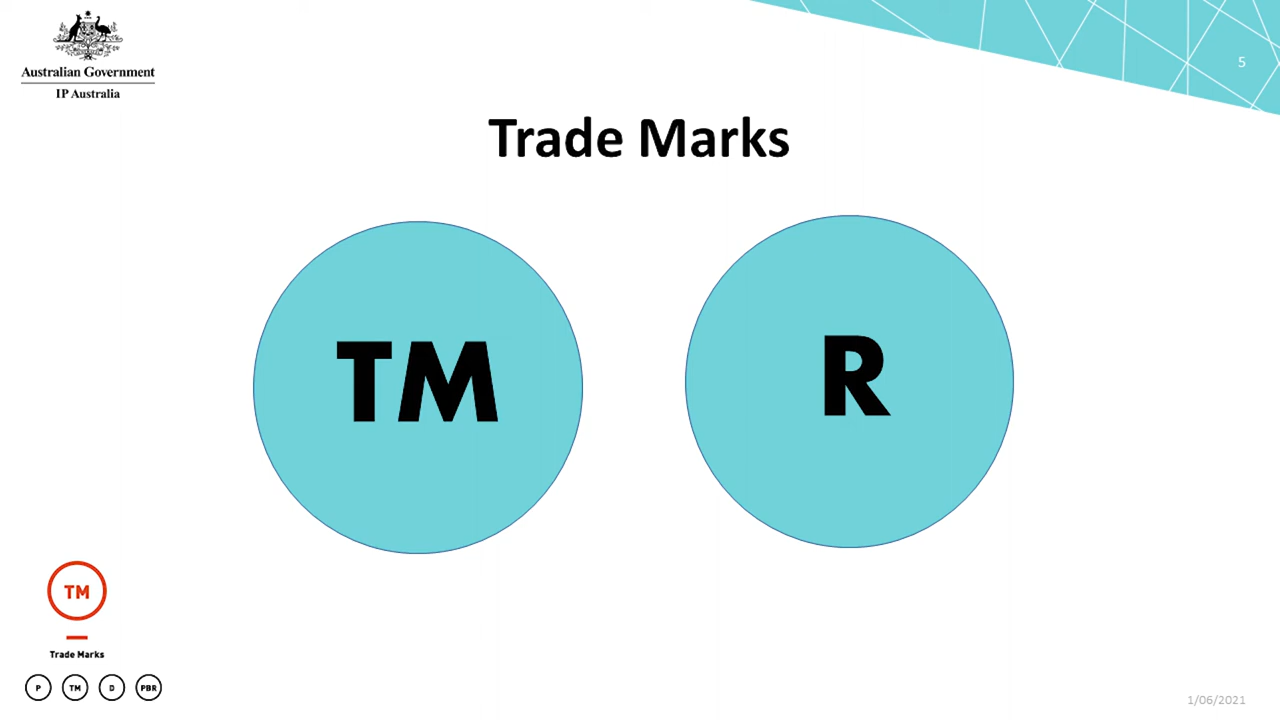 Australian Government
IP Australia
5
Trade Marks
TM
R
TM
Trade Marks
P
TM
D
PBR
1/06/2021